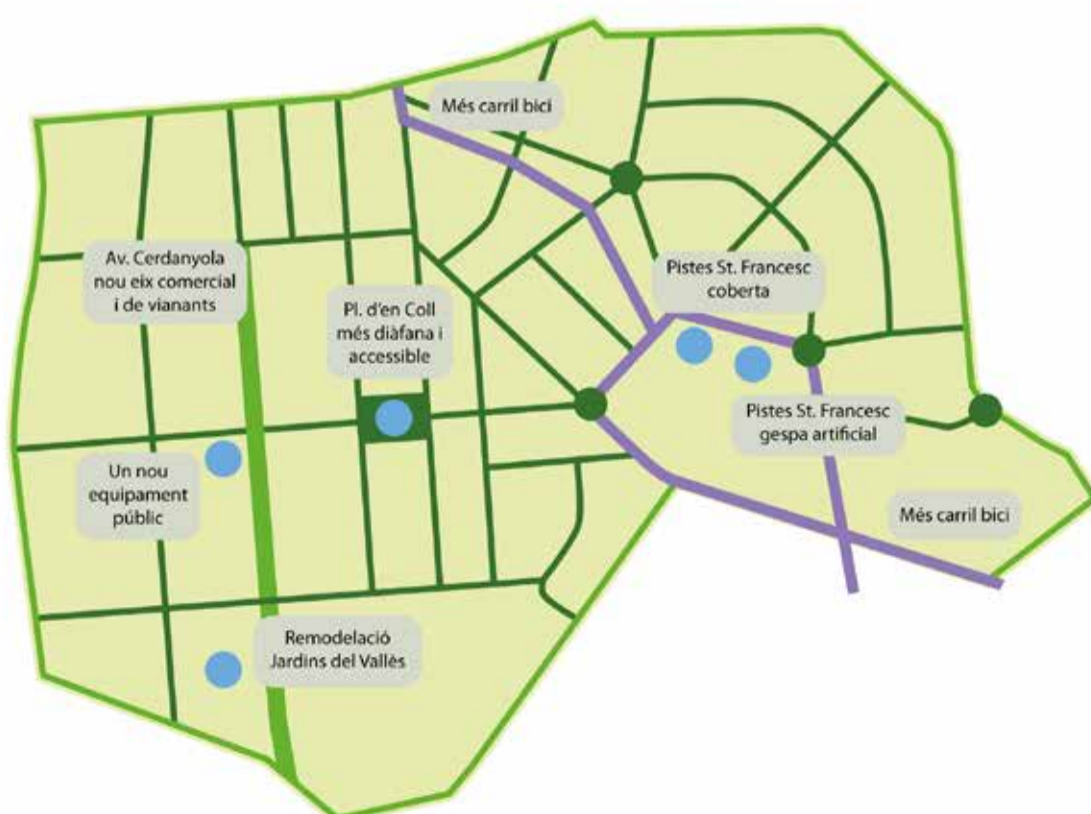 Més carril bici
Av. Cerdanyola
nou eix comercial
i de vianants
Pl. d'en Coll
més diàfana i
accessible
Pistes St. Francesc
coberta
Pistes St. Francesc
gespa artificial
Un nou
equipament
públic
Més carril bici
Remodelació
Jardins del Vallès